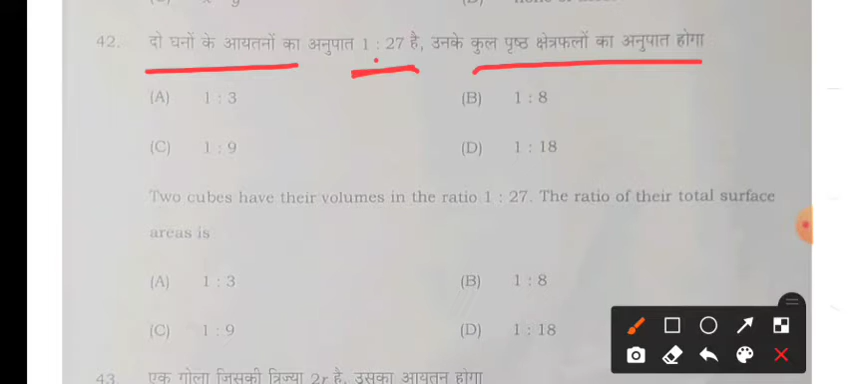 42. दो घनों के आयतनों का अनुपात 1 : 27 है, उनके कुल पृष्ठ क्षेत्रफलों का अनुपात होगा
(A) 1 : 3 (B) 1 : 8
(C) 1 : 9 (D) 1 : 18
Two cubes have their volumes in the ratio 1 : 27. The ratio of their total surface
areas is
(A) 1 : 3 (B) 1 : 8
(C) 1 : 9 (D) 1 : 18
43. एक गोला जिसकी त्रिज्या 2r है, उसका आयतन होगा